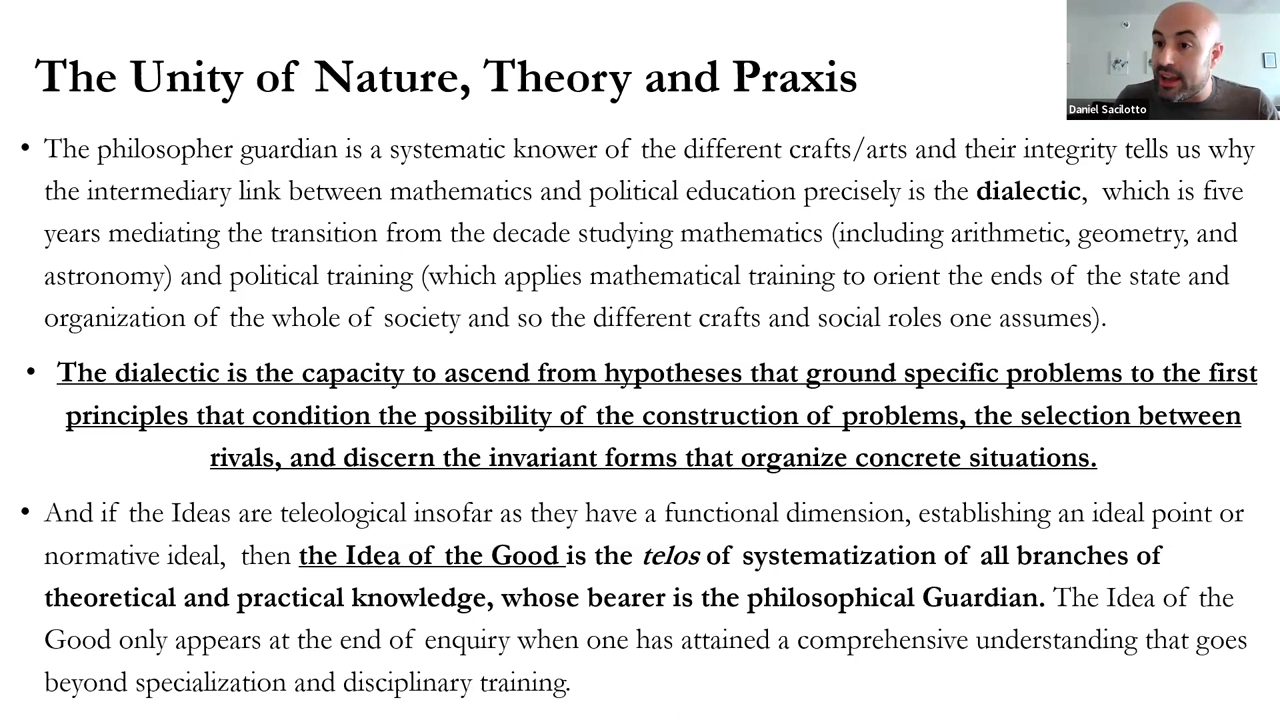 The Unity of Nature, Theory and Praxis
Daniel Sacilotto
• The philosopher guardian is a systematic knower of the different crafts/arts and their integrity tells us why
the intermediary link between mathematics and political education precisely is the dialectic, which is five
years mediating the transition from the decade studying mathematics (including arithmetic, geometry, and
astronomy) and political training (which applies mathematical training to orient the ends of the state and
organization of the whole of society and so the different crafts and social roles one assumes).
• The dialectic is the capacity to ascend from hypotheses that ground specific problems to the first
principles that condition the possibility of the construction of problems, the selection between
rivals, and discern the invariant forms that organize concrete situations.
• And if the Ideas are teleological insofar as they have a functional dimension, establishing an ideal point or
normative ideal, then the Idea of the Good is the telos of systematization of all branches of
theoretical and practical knowledge, whose bearer is the philosophical Guardian. The Idea of the
Good only appears at the end of enquiry when one has attained a comprehensive understanding that goes
beyond specialization and disciplinary training.